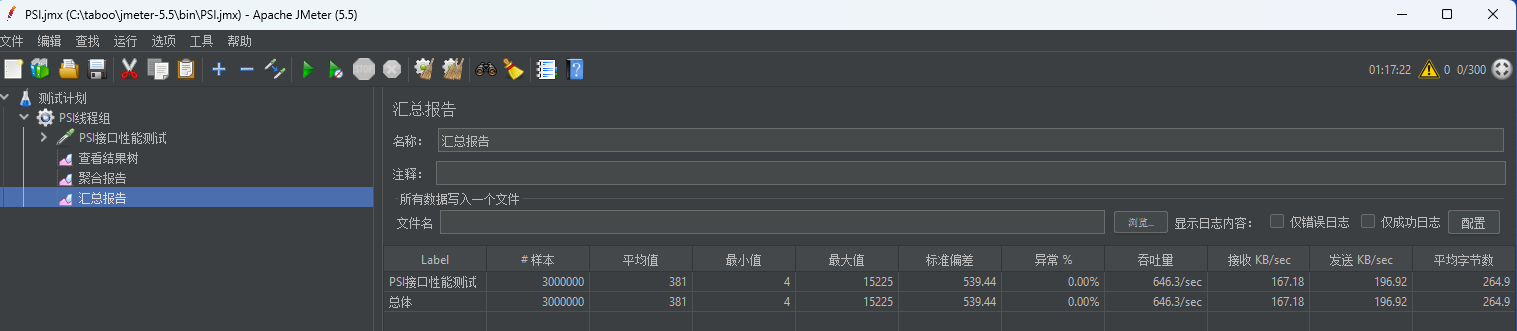 PSI.jmx (C:\taboo\jmeter-5.5\bin\PSI.jmx) - Apache JMeter (5.5)
文件 编辑 查找 运行 选项 工具 帮助
01:17:22 0 0/300
测试计划
PSI线程组
PSI接口性能测试
查看结果树
聚合报告
汇总报告
汇总报告
名称： 汇总报告
注释：
所有数据写入一个文件
文件名 浏览... 显示日志内容： 仅错误日志 仅成功日志 配置
Label # 样本 平均值 最小值 最大值 标准偏差 异常 % 吞吐量 接收 KB/sec 发送 KB/sec 平均字节数
PSI接口性能测试 3000000 381 4 15225 539.44 0.00% 646.3/sec 167.18 196.92 264.9
总体 3000000 381 4 15225 539.44 0.00% 646.3/sec 167.18 196.92 264.9